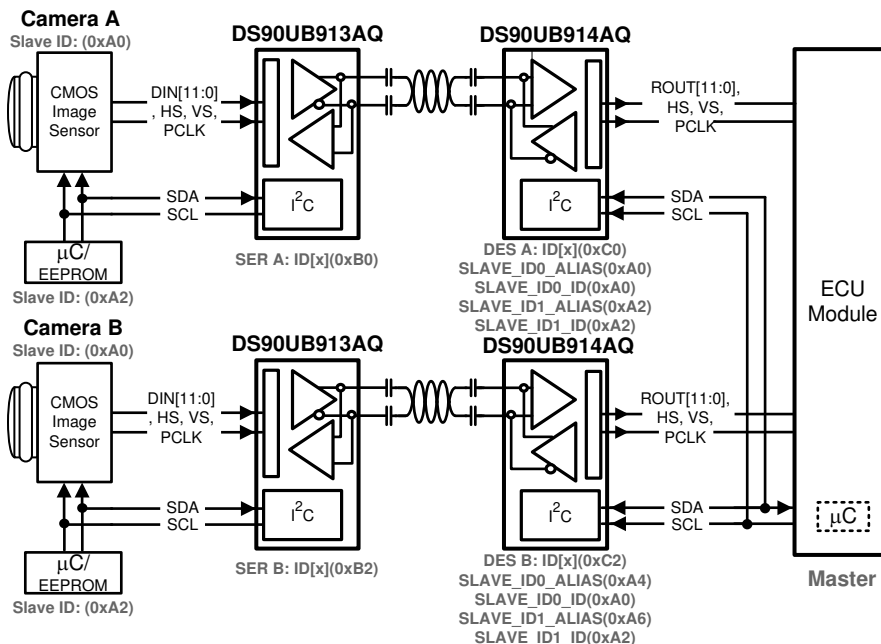 Camera A
Slave ID: (0xA0)
CMOS
Image
Sensor
DIN[11:0]
, HS, VS,
PCLK
SDA
SCL
µC/
EEPROM
Slave ID: (0xA2)
DS90UB913AQ
I²C
SER A: ID[x](0xB0)
DS90UB914AQ
I²C
DES A: ID[x](0xC0)
SLAVE_ID0_ALIAS(0xA0)
SLAVE_ID0_ID(0xA0)
SLAVE_ID1_ALIAS(0xA2)
SLAVE_ID1_ID(0xA2)
ROUT[11:0],
HS, VS,
PCLK
SDA
SCL
ECU
Module
Camera B
Slave ID: (0xA0)
CMOS
Image
Sensor
DIN[11:0]
, HS, VS,
PCLK
SDA
SCL
µC/
EEPROM
Slave ID: (0xA2)
DS90UB913AQ
I²C
SER B: ID[x](0xB2)
DS90UB914AQ
I²C
DES B: ID[x](0xC2)
SLAVE_ID0_ALIAS(0xA4)
SLAVE_ID0_ID(0xA0)
SLAVE_ID1_ALIAS(0xA6)
SLAVE_ID1_ID(0xA2)
ROUT[11:0],
HS, VS,
PCLK
SDA
SCL
µC
Master